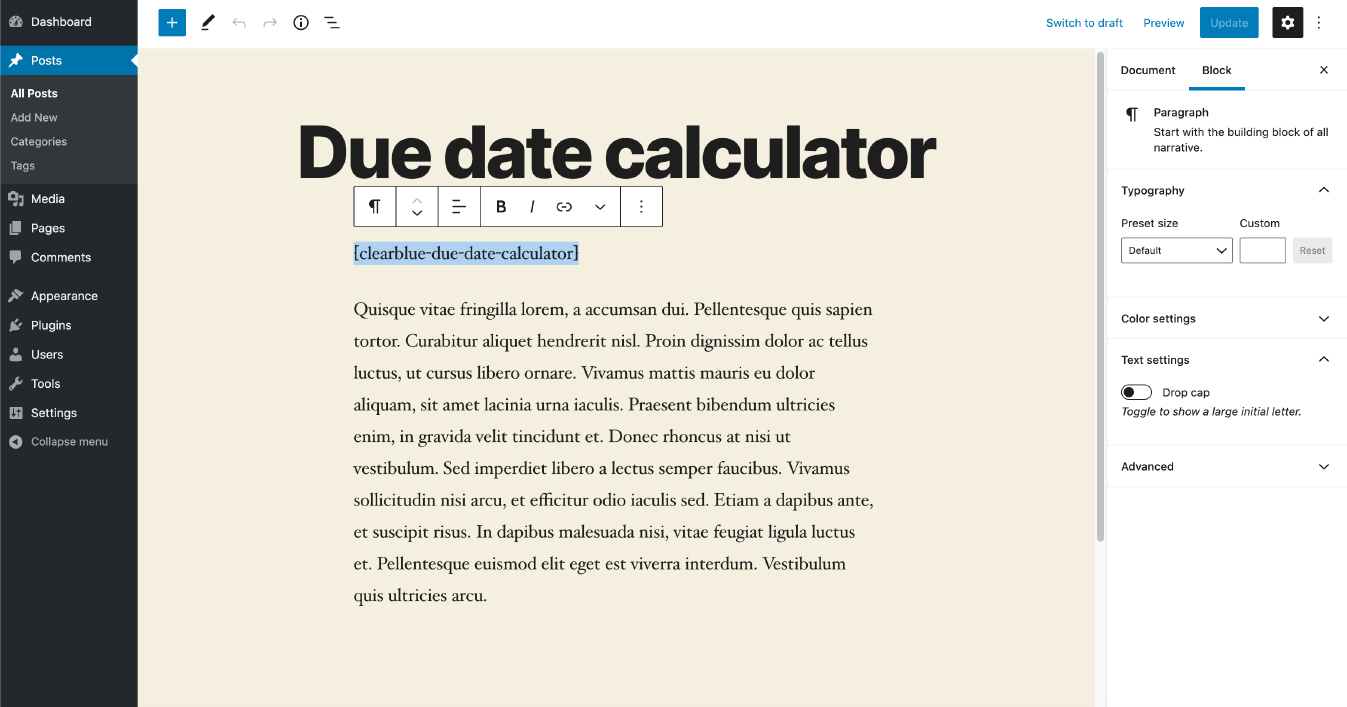 Dashboard
Switch to draft Preview Update
Posts
All Posts
Add New
Categories
Tags
Media
Pages
Comments
Appearance
Plugins
Users
Tools
Settings
Collapse menu
Due date calculator
B I
[clearblue-due-date-calculator]
Quisque vitae fringilla lorem, a accumsan dui. Pellentesque quis sapien
tortor. Curabitur aliquet hendrerit nisl. Proin dignissim dolor ac tellus
luctus, ut cursus libero ornare. Vivamus mattis mauris eu dolor
aliquam, sit amet lacinia urna iaculis. Praesent bibendum ultricies
enim, in gravida velit tincidunt et. Donec rhoncus at nisi ut
vestibulum. Sed imperdiet libero a lectus semper faucibus. Vivamus
sollicitudin nisi arcu, et efficitur odio iaculis sed. Etiam a dapibus ante,
et suscipit risus. In dapibus malesuada nisi, vitae feugiat ligula luctus
et. Pellentesque euismod elit eget est viverra interdum. Vestibulum
quis ultricies arcu.
Document Block
Paragraph
Start with the building block of all
narrative.
Typography
Preset size Custom
Default Reset
Color settings
Text settings
Drop cap
Toggle to show a large initial letter.
Advanced